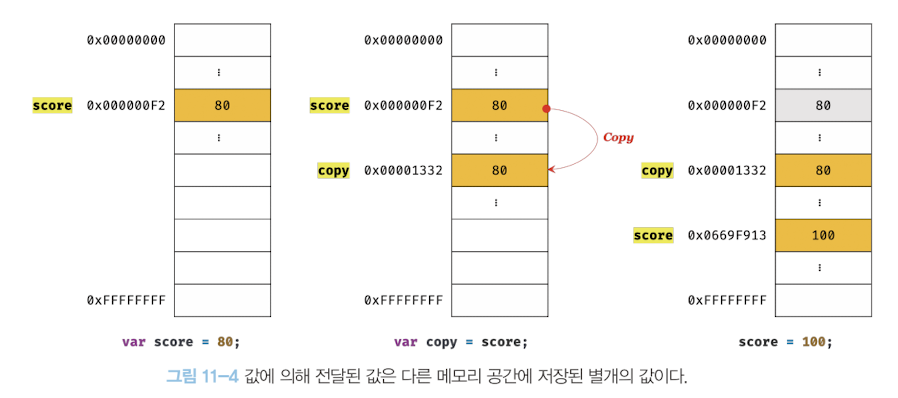 0x00000000
⋮
score 0x000000F2 80
⋮
0xFFFFFFFF
var score = 80;
0x00000000
⋮
score 0x000000F2 80
⋮
Copy
copy 0x00001332 80
⋮
0xFFFFFFFF
var copy = score;
0x00000000
⋮
0x000000F2 80
⋮
copy 0x00001332 80
⋮
score 0x0669F913 100
⋮
0xFFFFFFFF
score = 100;
그림 11-4 값에 의해 전달된 값은 다른 메모리 공간에 저장된 별개의 값이다.